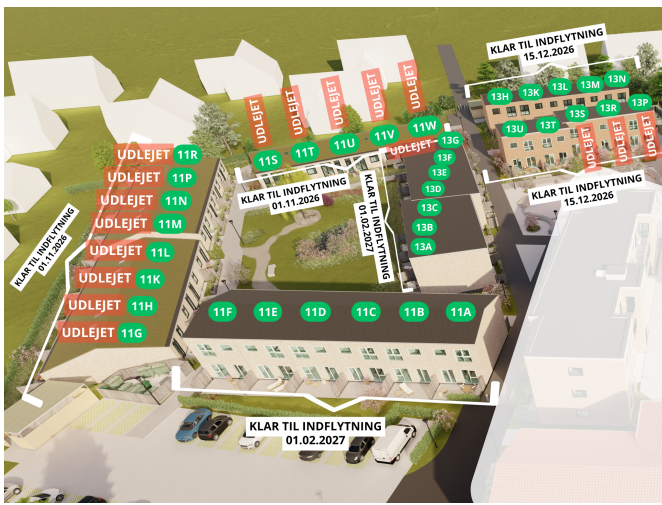 KLAR TIL INDFLYTNING
15.12.2026
13H
13K
13L
13M
13N
13U
13T
13S
13R
13P
UDLEJET
UDLEJET
UDLEJET
KLAR TIL INDFLYTNING
15.12.2026
UDLEJET
UDLEJET
UDLEJET
UDLEJET
UDLEJET
11S
11T
11U
11V
11W
KLAR TIL INDFLYTNING
01.11.2026
UDLEJET 13G
13F
13E
13D
13C
13B
13A
KLAR TIL INDFLYTNING
01.02.2027
UDLEJET 11R
UDLEJET 11P
UDLEJET 11N
UDLEJET 11M
UDLEJET 11L
UDLEJET 11K
UDLEJET 11H
UDLEJET 11G
KLAR TIL INDFLYTNING
01.11.2026
11F
11E
11D
11C
11B
11A
KLAR TIL INDFLYTNING
01.02.2027